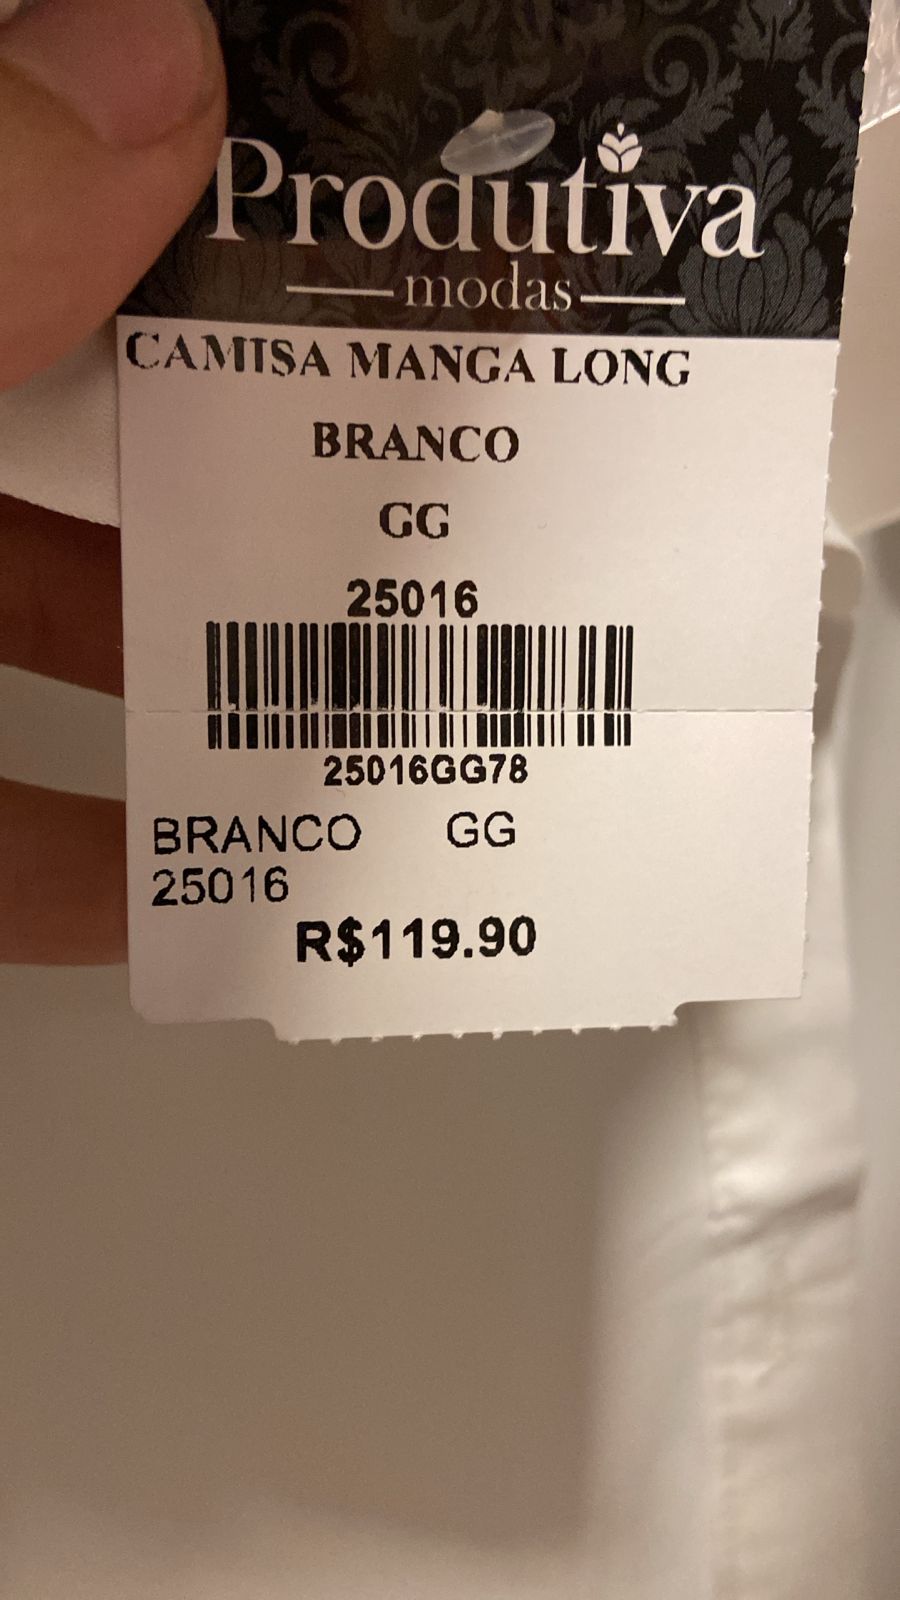 Produtiva
modas
CAMISA MANGA LONG
BRANCO
GG
25016
25016GG78
BRANCO GG
25016
R$119.90